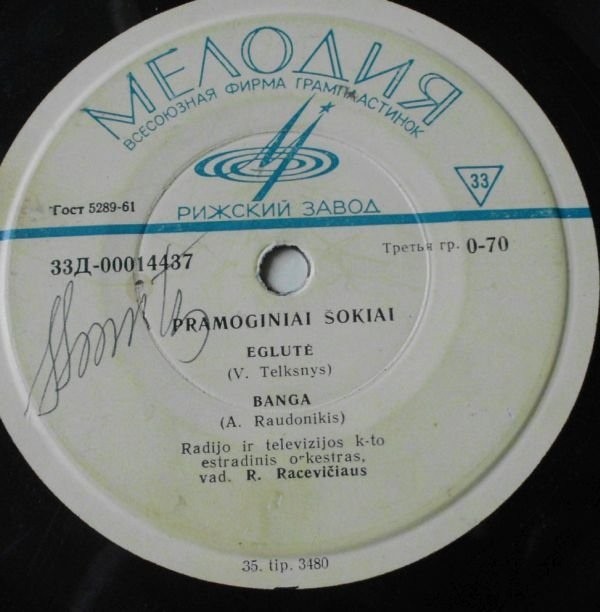 МЕЛОДИЯ
ВСЕСОЮЗНАЯ ФИРМА ГРАМПЛАСТИНОК
33
Гост 5289-61
РИЖСКИЙ ЗАВОД
33Д-00014437
Третья гр. 0-70
PRAMOGINIAI ŠOKIAI
EGLUTĖ
(V. Telksnys)
BANGA
(A. Raudonikis)
Radijo ir televizijos k-to
estradinis orkestras,
vad. R. Racevičiaus
35. tip. 3480